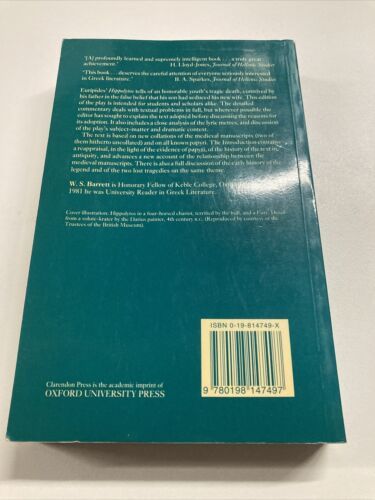 '[A] profoundly learned and supremely intelligent book . . . a truly great
achievement.' H. Lloyd-Jones, Journal of Hellenic Studies
'This book . . . deserves the careful attention of everyone seriously interested
in Greek literature.' B. A. Sparkes, Journal of Hellenic Studies
Euripides' Hippolytos tells of an honorable youth's tragic death, contrived by
his father in the false belief that his son had seduced his new wife. This edition
of the play is intended for students and scholars alike. The detailed
commentary deals with textual problems in full, but wherever possible the
editor has sought to explain the text adopted before discussing the reasons for
its adoption. It also includes a close analysis of the lyric metres, and discussion
of the play's subject-matter and dramatic context.
The text is based on new collations of the medieval manuscripts (two of
them hitherto uncollated) and on all known papyri. The Introduction contains
a reappraisal, in the light of the evidence of papyri, of the history of the text in
antiquity, and advances a new account of the relationship between the
medieval manuscripts. There is also a full discussion of the early history of the
legend and of the two lost tragedies on the same theme.
W. S. Barrett is Honorary Fellow of Keble College,
1981 he was University Reader in Greek Literature.
Cover illustration: Hippolytos in a four-horsed chariot, terrified by the bull, and a Fury. Detail
from a volute-krater by the Darius painter, 4th century B.C. (Reproduced by courtesy of the
Trustees of the British Museum)
ISBN 0-19-814749-X
9 780198 147497
Clarendon Press is the academic imprint of
OXFORD UNIVERSITY PRESS